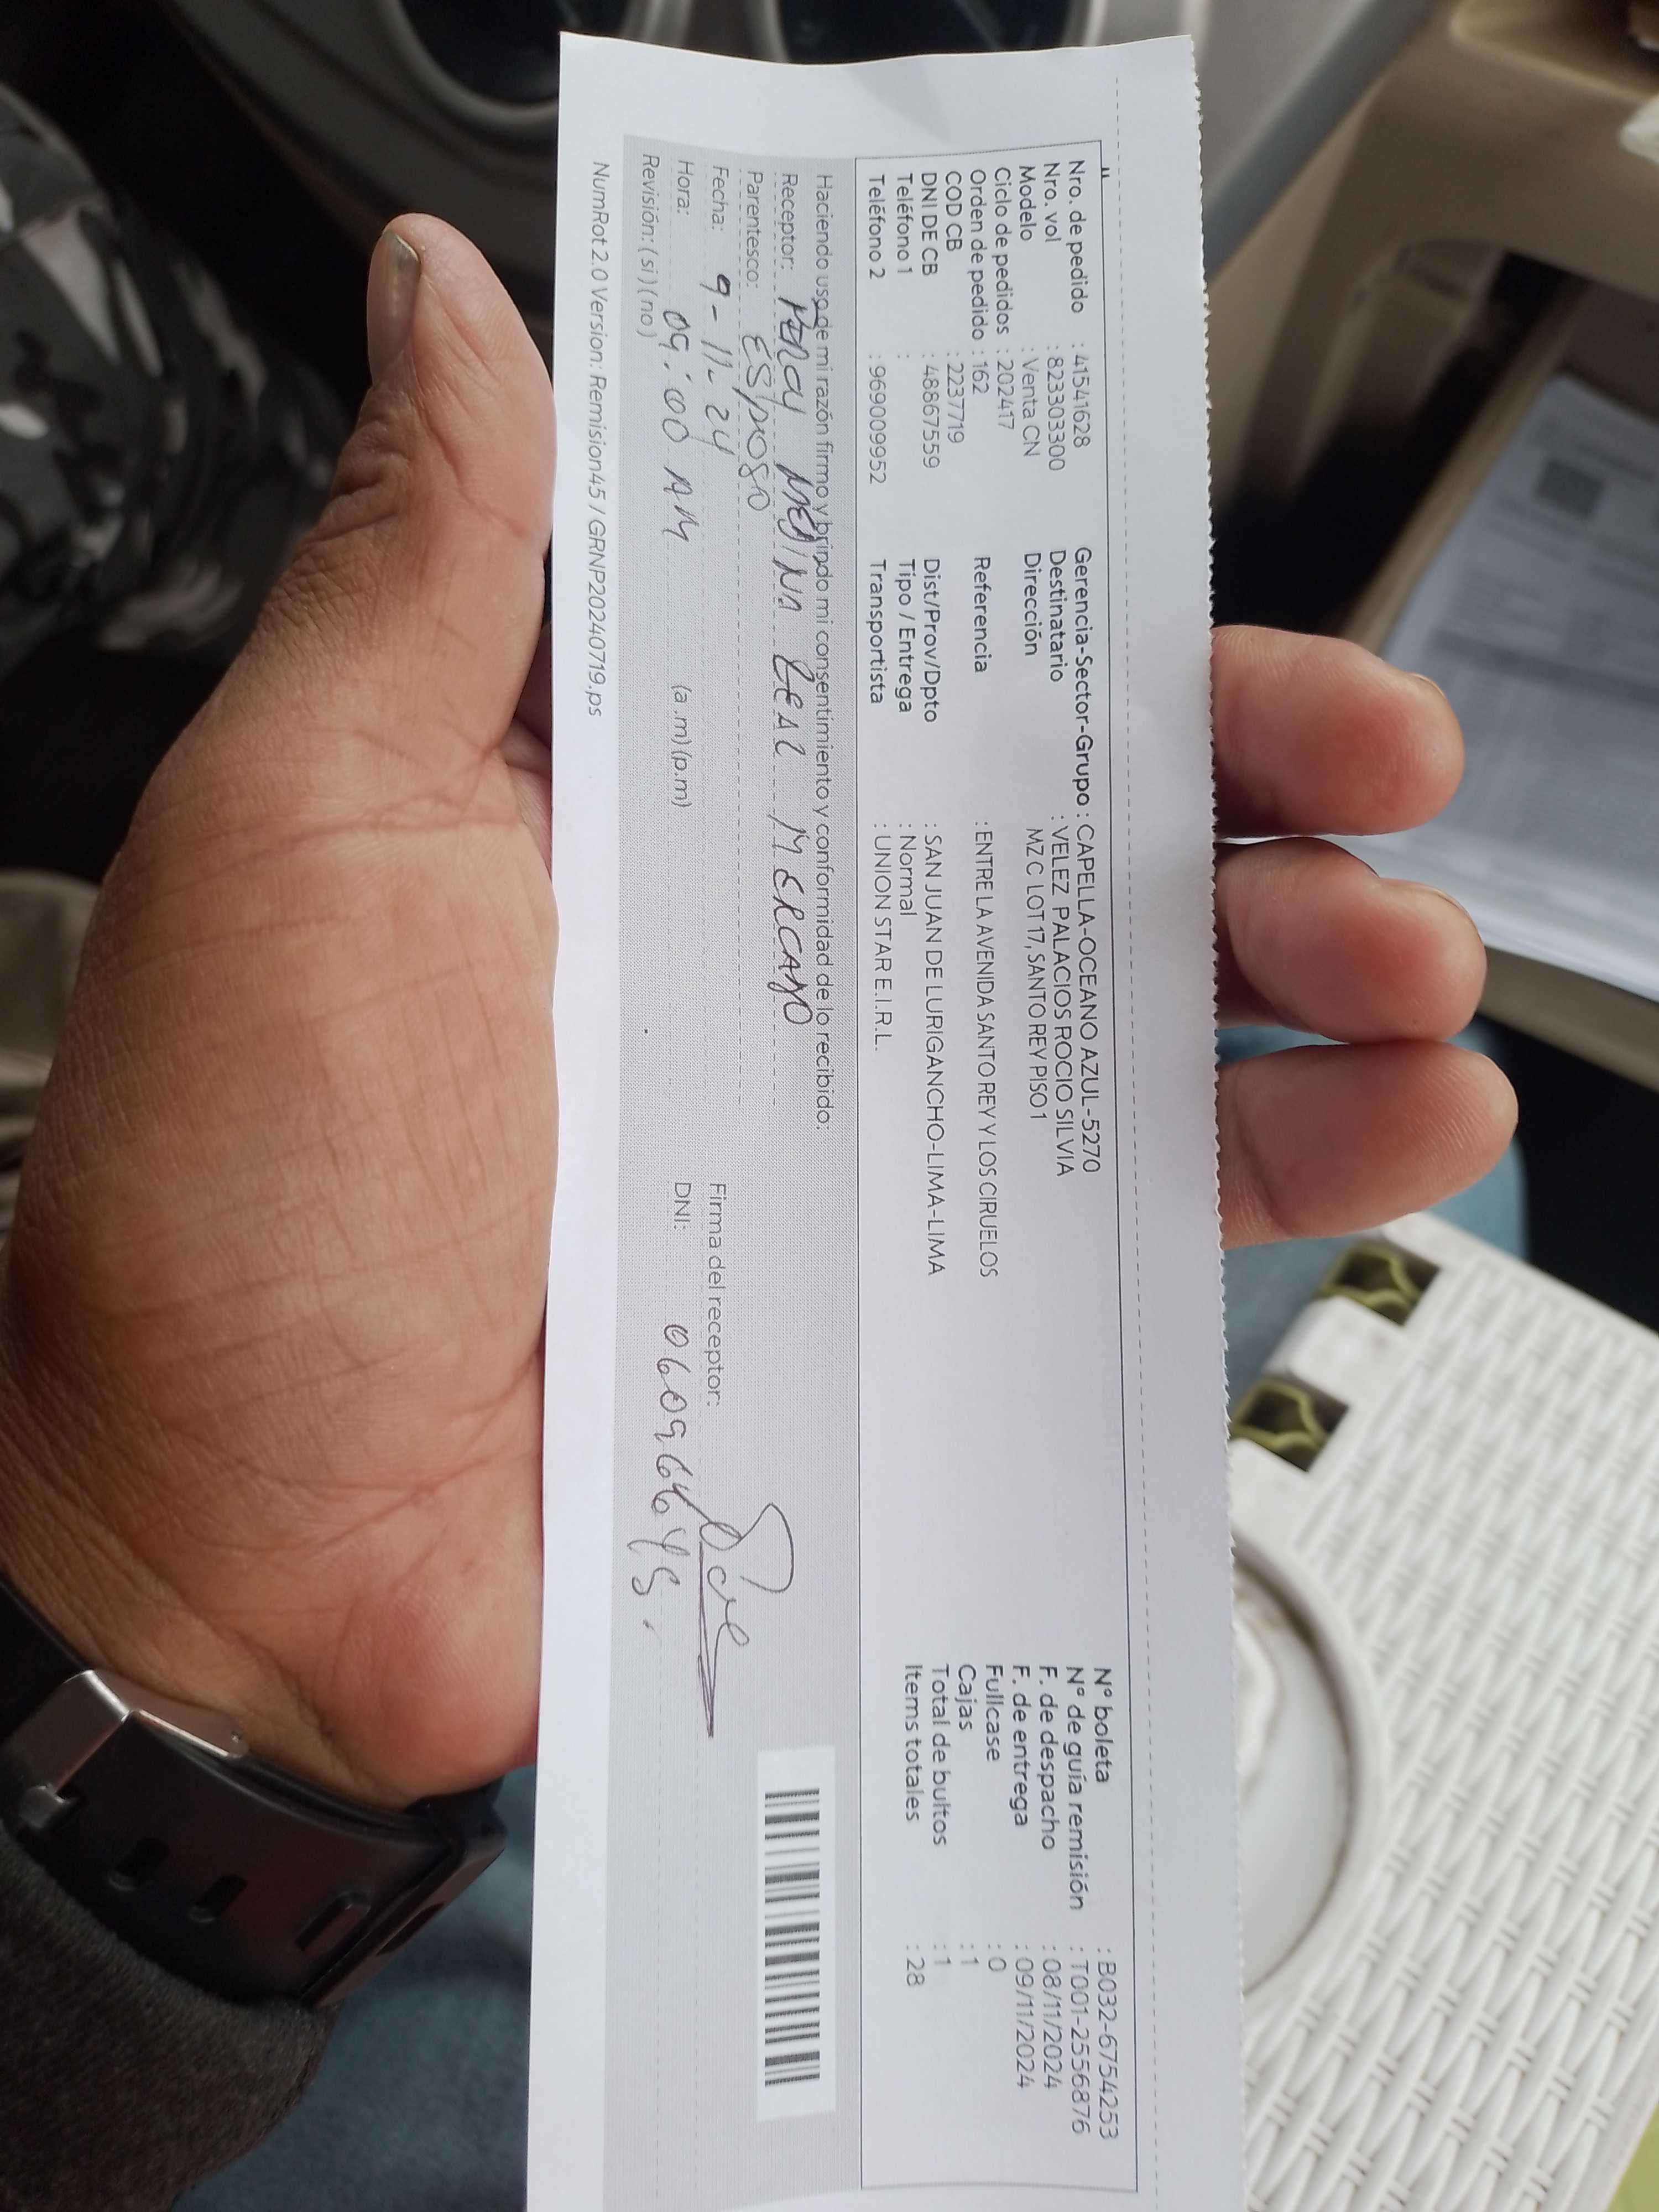 Nro. de pedido : 41541628
Nro. vol : 823303300
Modelo : Venta CN
Ciclo de pedidos : 202417
Orden de pedido : 162
COD CB : 2237719
DNI DE CB : 48867559
Teléfono 1 :
Teléfono 2 : 969009952
Gerencia-Sector-Grupo : CAPELLA-OCEANO AZUL-5270
Destinatario : VELEZ PALACIOS ROCIO SILVIA
Dirección MZ C LOT 17, SANTO REY PISO 1
Referencia : ENTRE LA AVENIDA SANTO REY Y LOS CIRUELOS
Dist/Prov/Dpto : SAN JUAN DE LURIGANCHO-LIMA-LIMA
Tipo / Entrega : Normal
Transportista : UNION STAR E.I.R.L.
N° boleta : B032-6754253
N° de guía remisión : T001-2556876
F. de despacho : 08/11/2024
F. de entrega : 09/11/2024
Fullcase : 0
Cajas : 1
Total de bultos : 1
Items totales : 28
Haciendo uso de mi razón firmo y brindo mi consentimiento y conformidad de lo recibido:
Receptor: MEDINA
Parentesco: ESPOSO
Fecha: 9-11-24
Hora: 09:00 AM (a.m) (p.m)
Revisión: ( si ) ( no )
Firma del receptor:
DNI:
NumRot 2.0 Version: Remision45 / GRNP20240719.ps